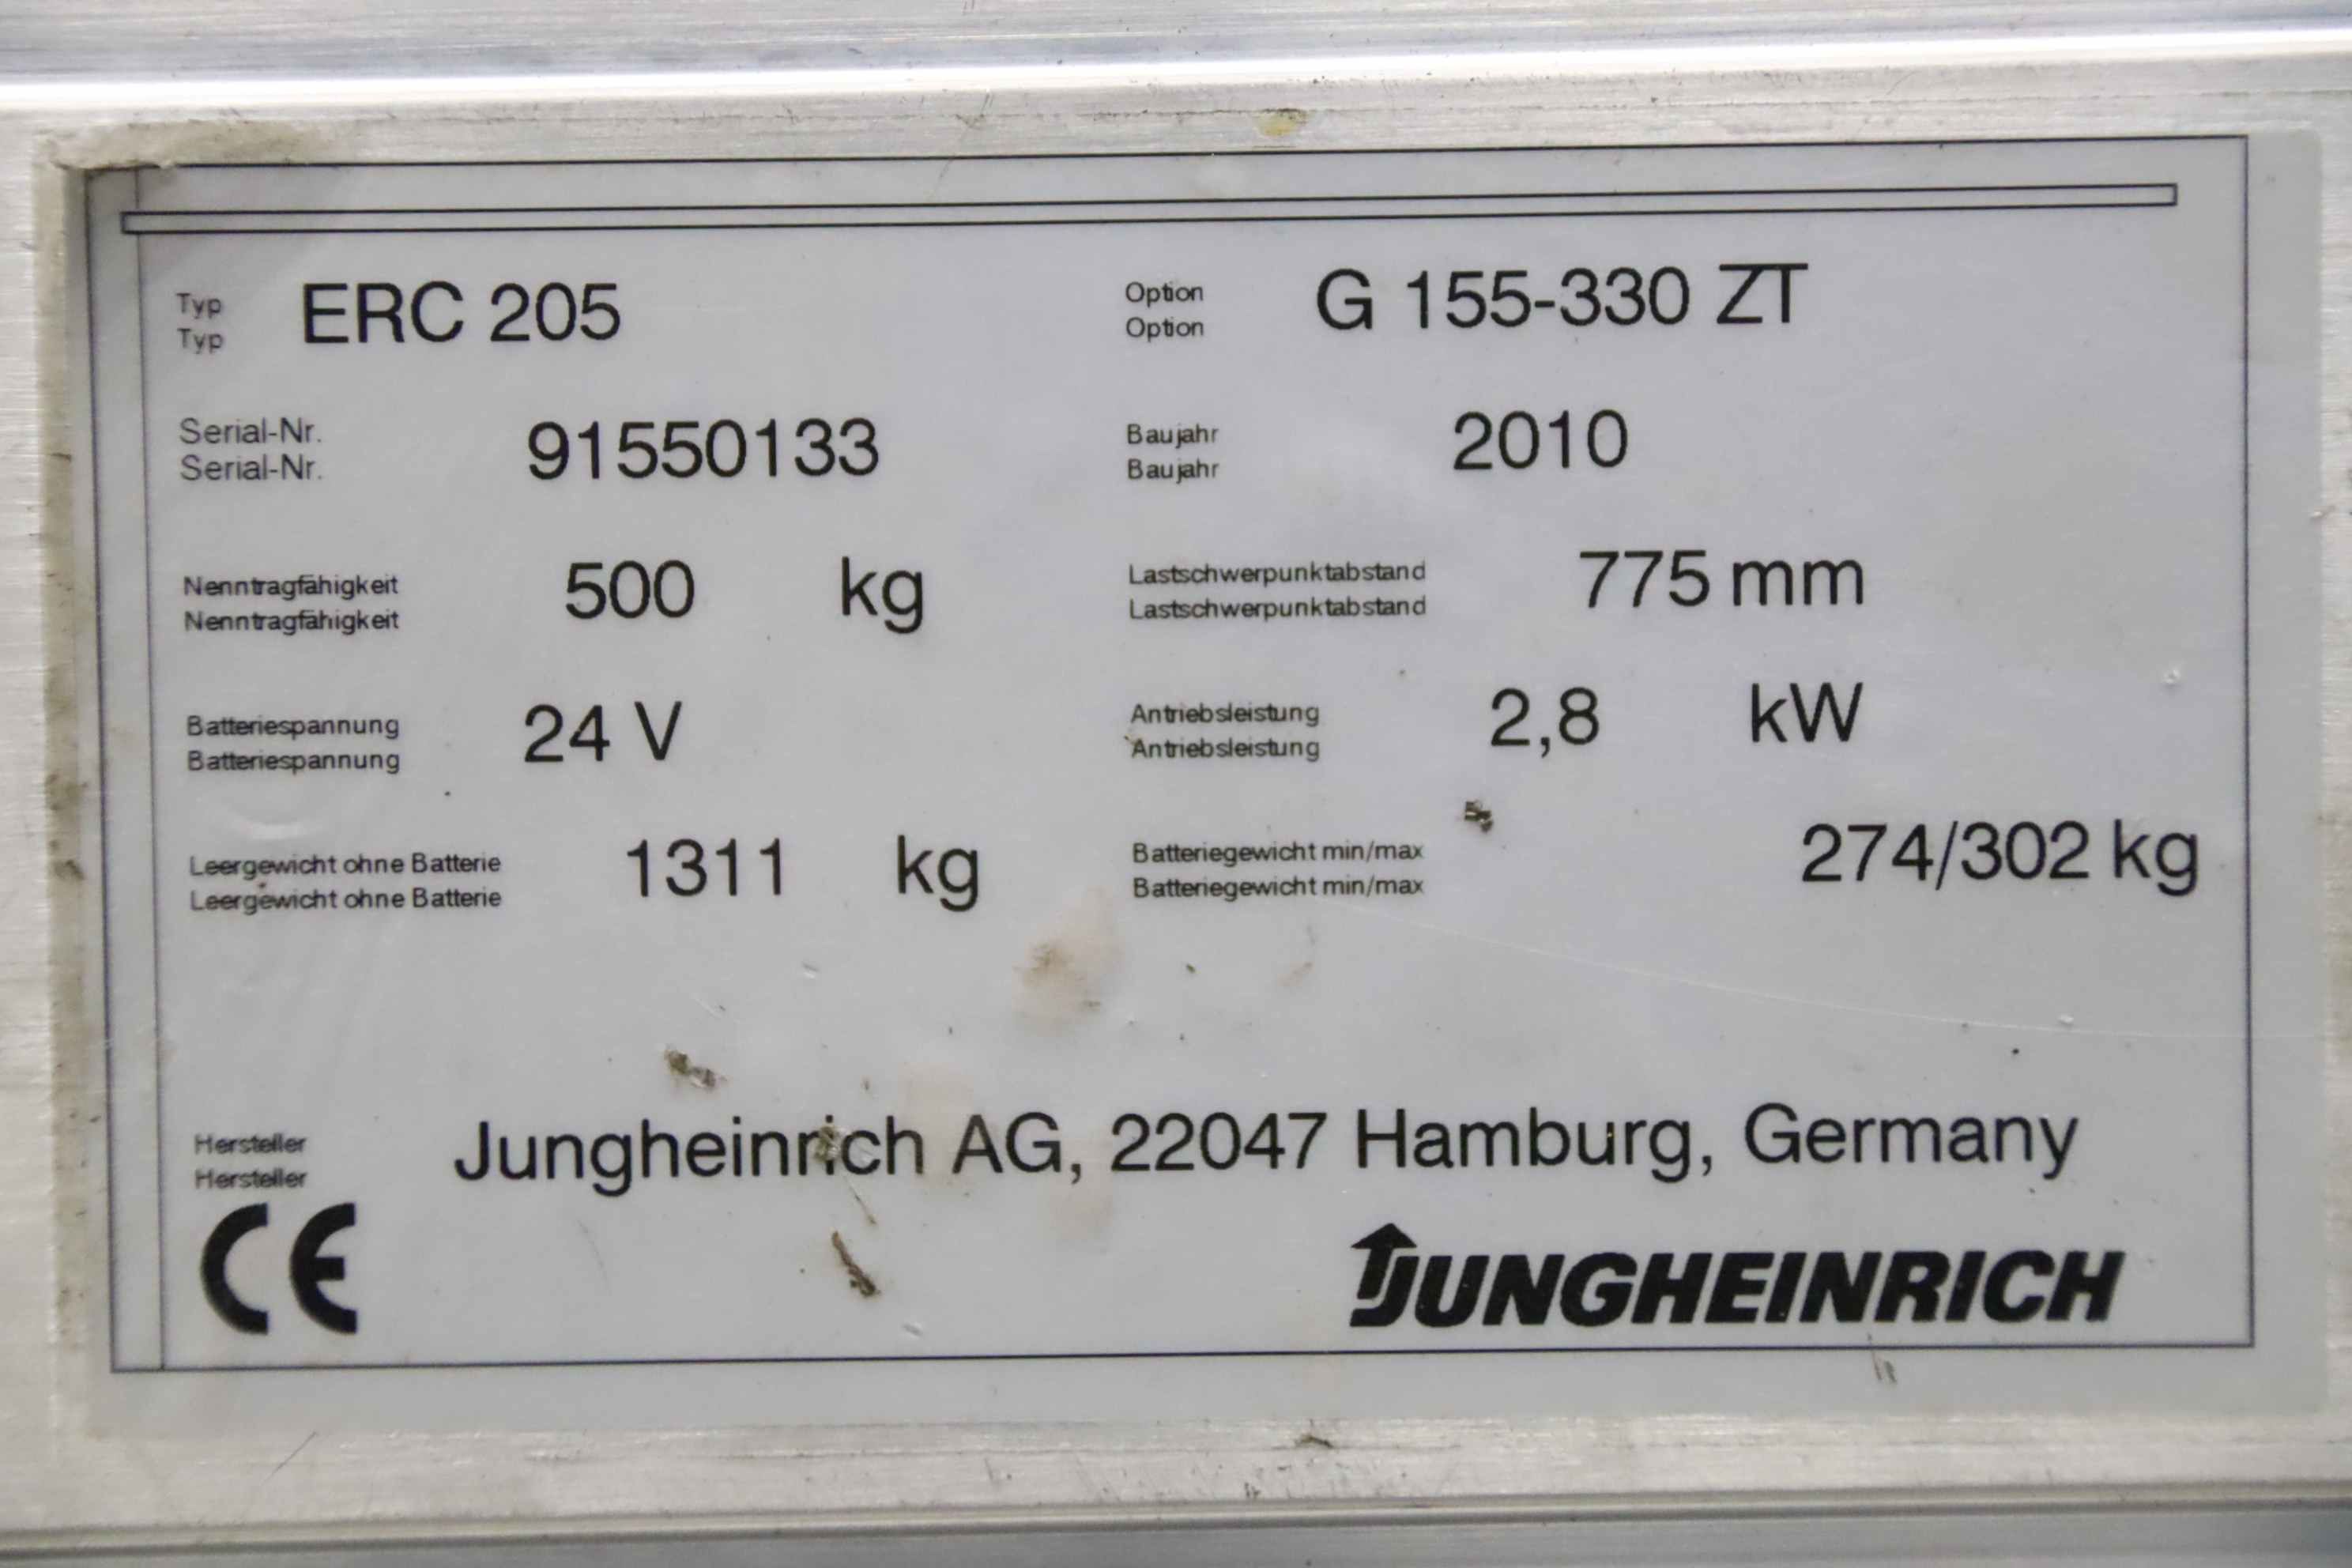 Typ ERC 205 Option G 155-330 ZT
Typ Option
Serial-Nr. 91550133 Baujahr 2010
Serial-Nr. Baujahr
Nenntragfähigkeit 500 kg Lastschwerpunktabstand 775 mm
Nenntragfähigkeit Lastschwerpunktabstand
Batteriespannung 24 V Antriebsleistung 2,8 kW
Batteriespannung Antriebsleistung
Leergewicht ohne Batterie 1311 kg Batteriegewicht min/max 274/302 kg
Leergewicht ohne Batterie Batteriegewicht min/max
Hersteller Jungheinrich AG, 22047 Hamburg, Germany
Hersteller
CE JUNGHEINRICH